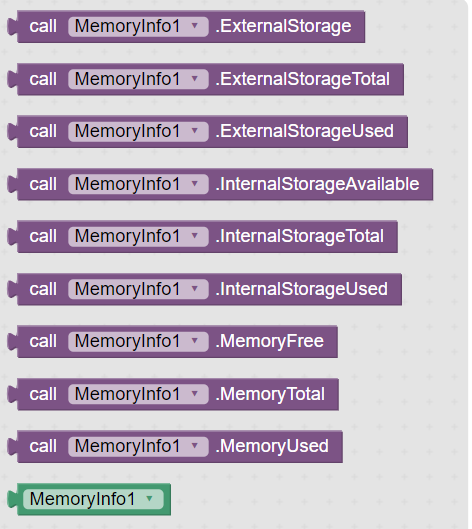 call MemoryInfo1 .ExternalStorage
call MemoryInfo1 .ExternalStorageTotal
call MemoryInfo1 .ExternalStorageUsed
call MemoryInfo1 .InternalStorageAvailable
call MemoryInfo1 .InternalStorageTotal
call MemoryInfo1 .InternalStorageUsed
call MemoryInfo1 .MemoryFree
call MemoryInfo1 .MemoryTotal
call MemoryInfo1 .MemoryUsed
MemoryInfo1